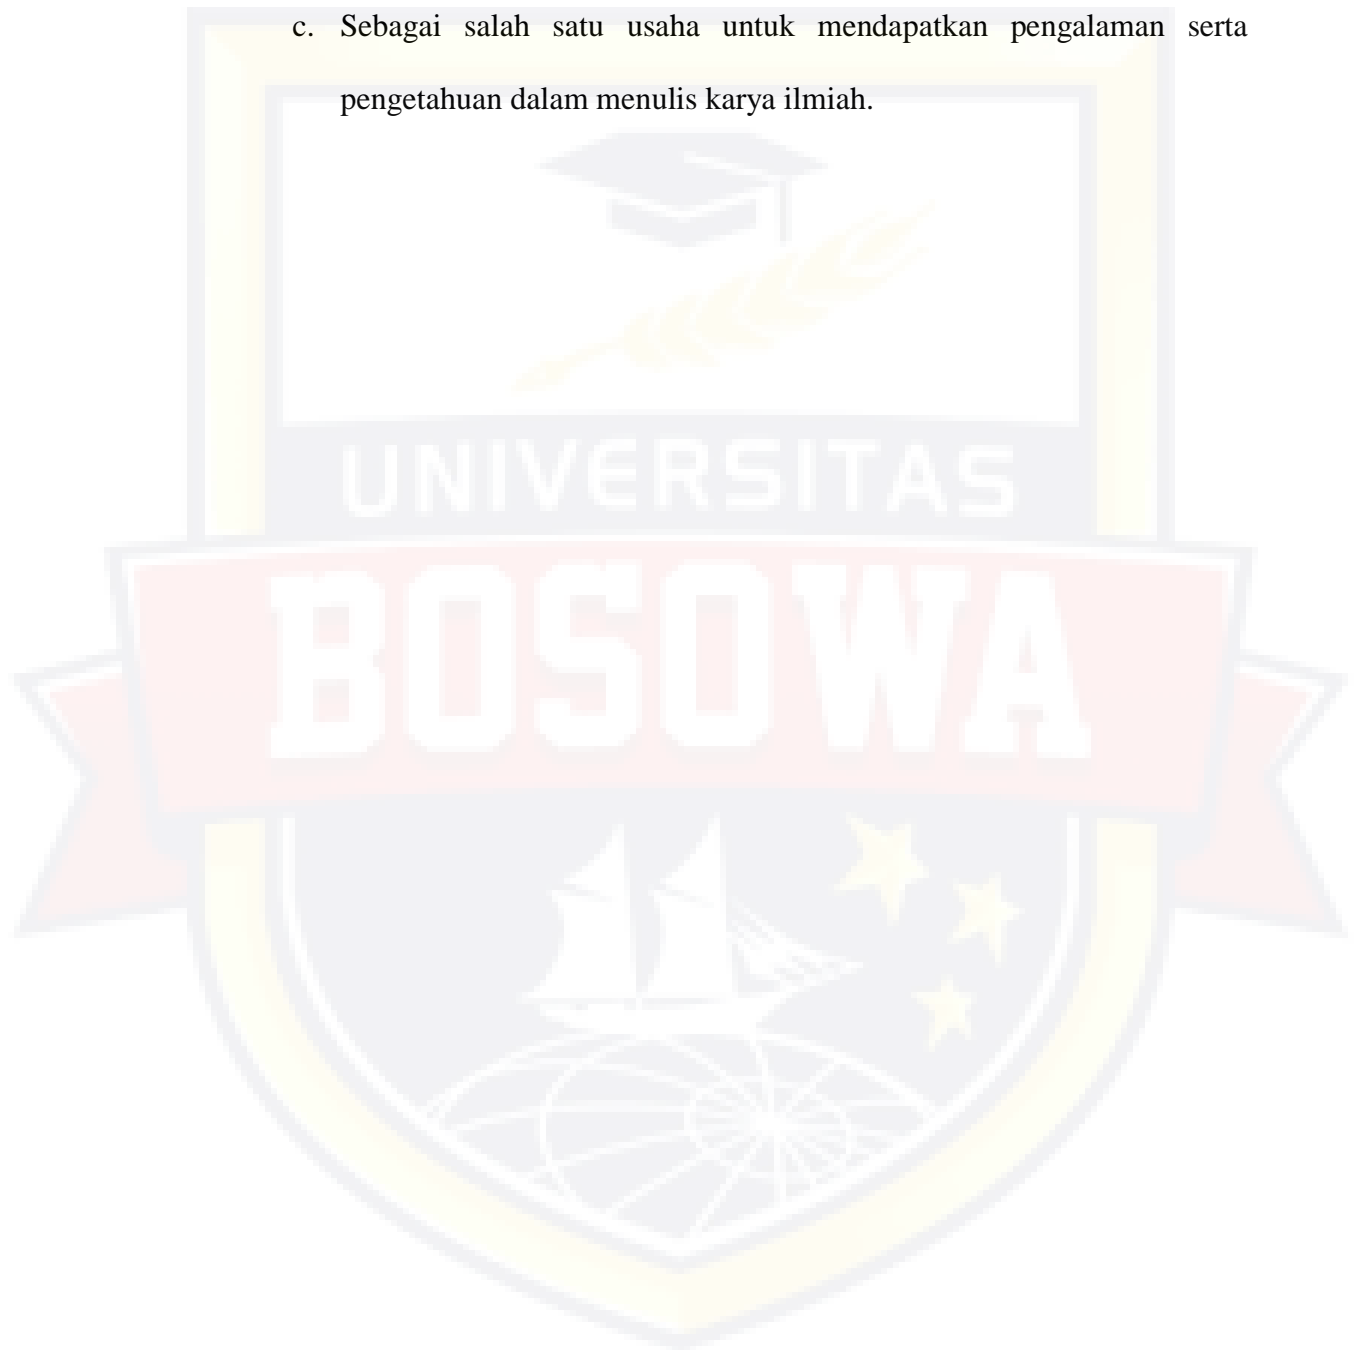 c. Sebagai salah satu usaha untuk mendapatkan pengalaman serta
pengetahuan dalam menulis karya ilmiah.
UNIVERSITAS
BOSOWA